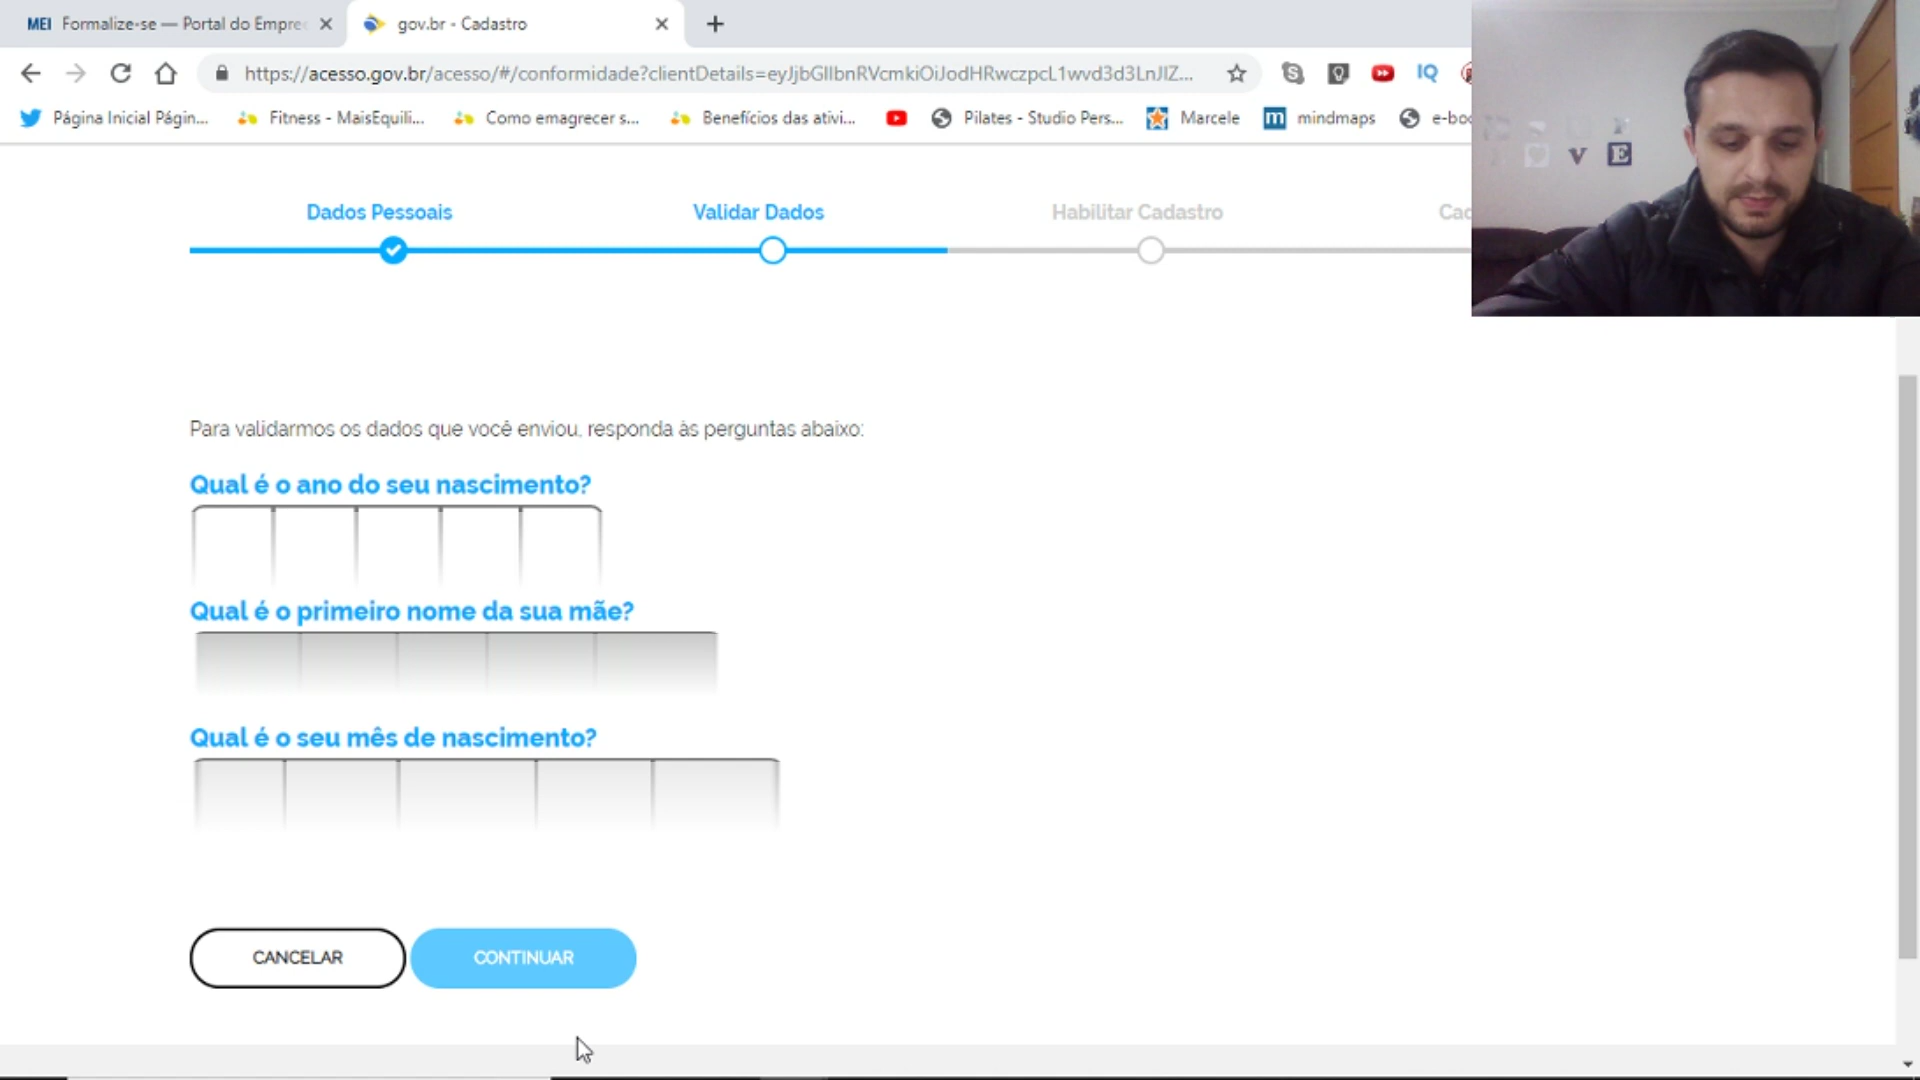 MEI Formalize-se — Portal do Empre
gov.br - Cadastro
https://acesso.gov.br/acesso/#/conformidade?clientDetails=eyJjbGllbnRVcmkiOiJodHRwczpcL1wvd3d3LnJlZ...
IQ
Página Inicial Págin...
Fitness - MaisEquili...
Como emagrecer s...
Benefícios das ativi...
Pilates - Studio Pers...
Marcele
m mindmaps
e-boo
V E
Dados Pessoais
Validar Dados
Habilitar Cadastro
Cad
Para validarmos os dados que você enviou, responda às perguntas abaixo:
Qual é o ano do seu nascimento?
Qual é o primeiro nome da sua mãe?
Qual é o seu mês de nascimento?
CANCELAR
CONTINUAR